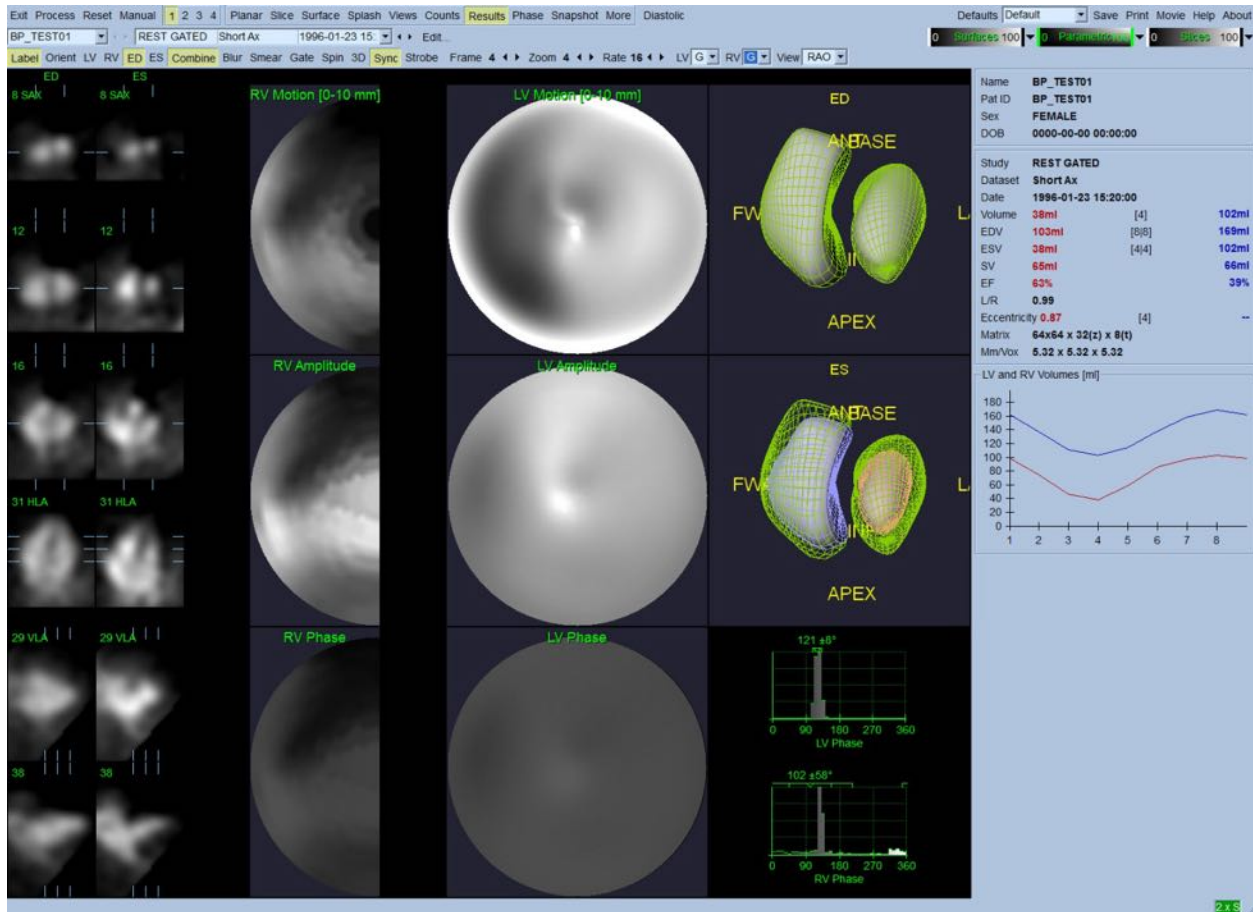 Exit Process Reset Manual 1 2 3 4 Planar Slice Surface Splash Views Counts Results Phase Snapshot More Diastolic Defaults Default Save Print Movie Help About
BP_TEST01 REST GATED Short Ax 1996-01-23 15: Edit... 0 Surfaces 100 0 Parametric 0 Slices 100
Label Orient LV RV ED ES Combine Blur Smear Gate Spin 3D Sync Strobe Frame 4 Zoom 4 Rate 16 LV G RV G View RAO
ED ES
8 SAX 8 SAX
12 12
16 16
31 HLA 31 HLA
29 VLA 29 VLA
38 38
RV Motion [0-10 mm] LV Motion [0-10 mm] ED
ANT BASE
FW
APEX
RV Amplitude LV Amplitude ES
ANT BASE
FW
APEX
RV Phase LV Phase
121 ±8°
0 90 180 270 360
LV Phase
102 ±58°
0 90 180 270 360
RV Phase
Name BP_TEST01
Pat ID BP_TEST01
Sex FEMALE
DOB 0000-00-00 00:00:00
Study REST GATED
Dataset Short Ax
Date 1996-01-23 15:20:00
Volume 38ml [4] 102ml
EDV 103ml [8|8] 169ml
ESV 38ml [4|4] 102ml
SV 65ml 66ml
EF 63% 39%
L/R 0.99
Eccentricity 0.87 [4] --
Matrix 64x64 x 32(z) x 8(t)
Mm/Vox 5.32 x 5.32 x 5.32
LV and RV Volumes [ml]
180
160
140
120
100
80
60
40
20
0
1 2 3 4 5 6 7 8
2 x S